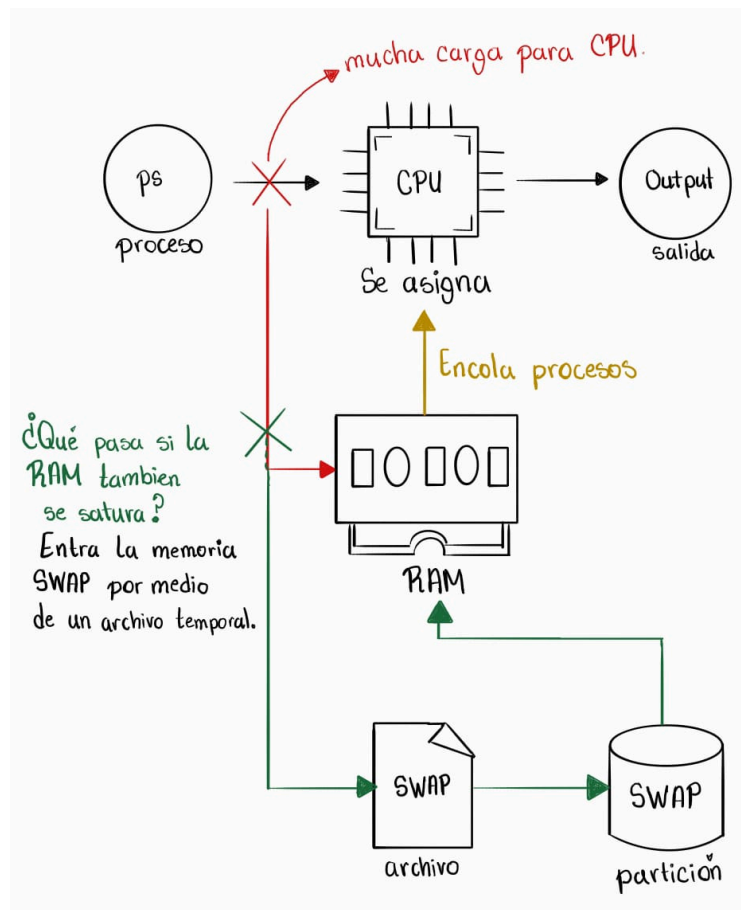 mucha carga para CPU.
ps
proceso
CPU
Se asigna
Output
salida
Encola procesos
¿Qué pasa si la
RAM tambien
se satura?
Entra la memoria
SWAP por medio
de un archivo temporal.
RAM
SWAP
archivo
SWAP
partición